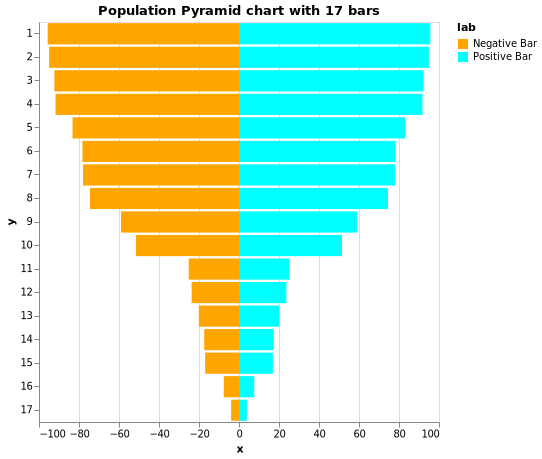 Population Pyramid chart with 17 bars
lab
Negative Bar
Positive Bar
y
1
2
3
4
5
6
7
8
9
10
11
12
13
14
15
16
17
−100 −80 −60 −40 −20 0 20 40 60 80 100
x